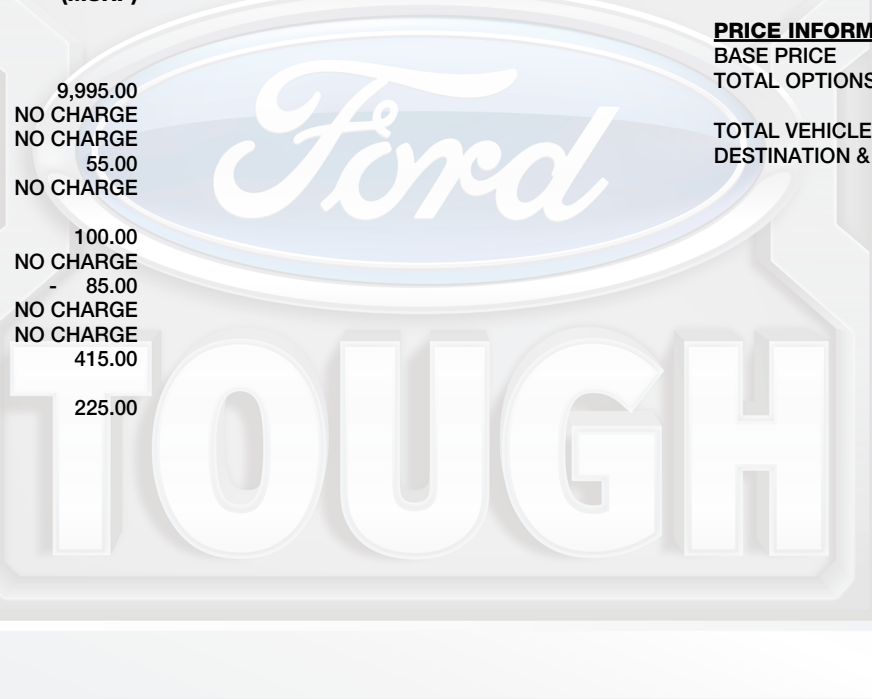 9,995.00
NO CHARGE
NO CHARGE
55.00
NO CHARGE
100.00
NO CHARGE
- 85.00
NO CHARGE
NO CHARGE
415.00
225.00
PRICE INFORM
BASE PRICE
TOTAL OPTIONS
TOTAL VEHICLE
DESTINATION &
Ford
TOUGH